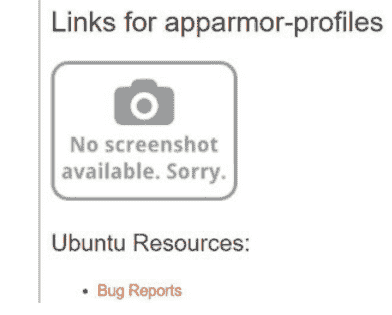 Links for apparmor-profiles
No screenshot
available. Sorry.
Ubuntu Resources:
Bug Reports